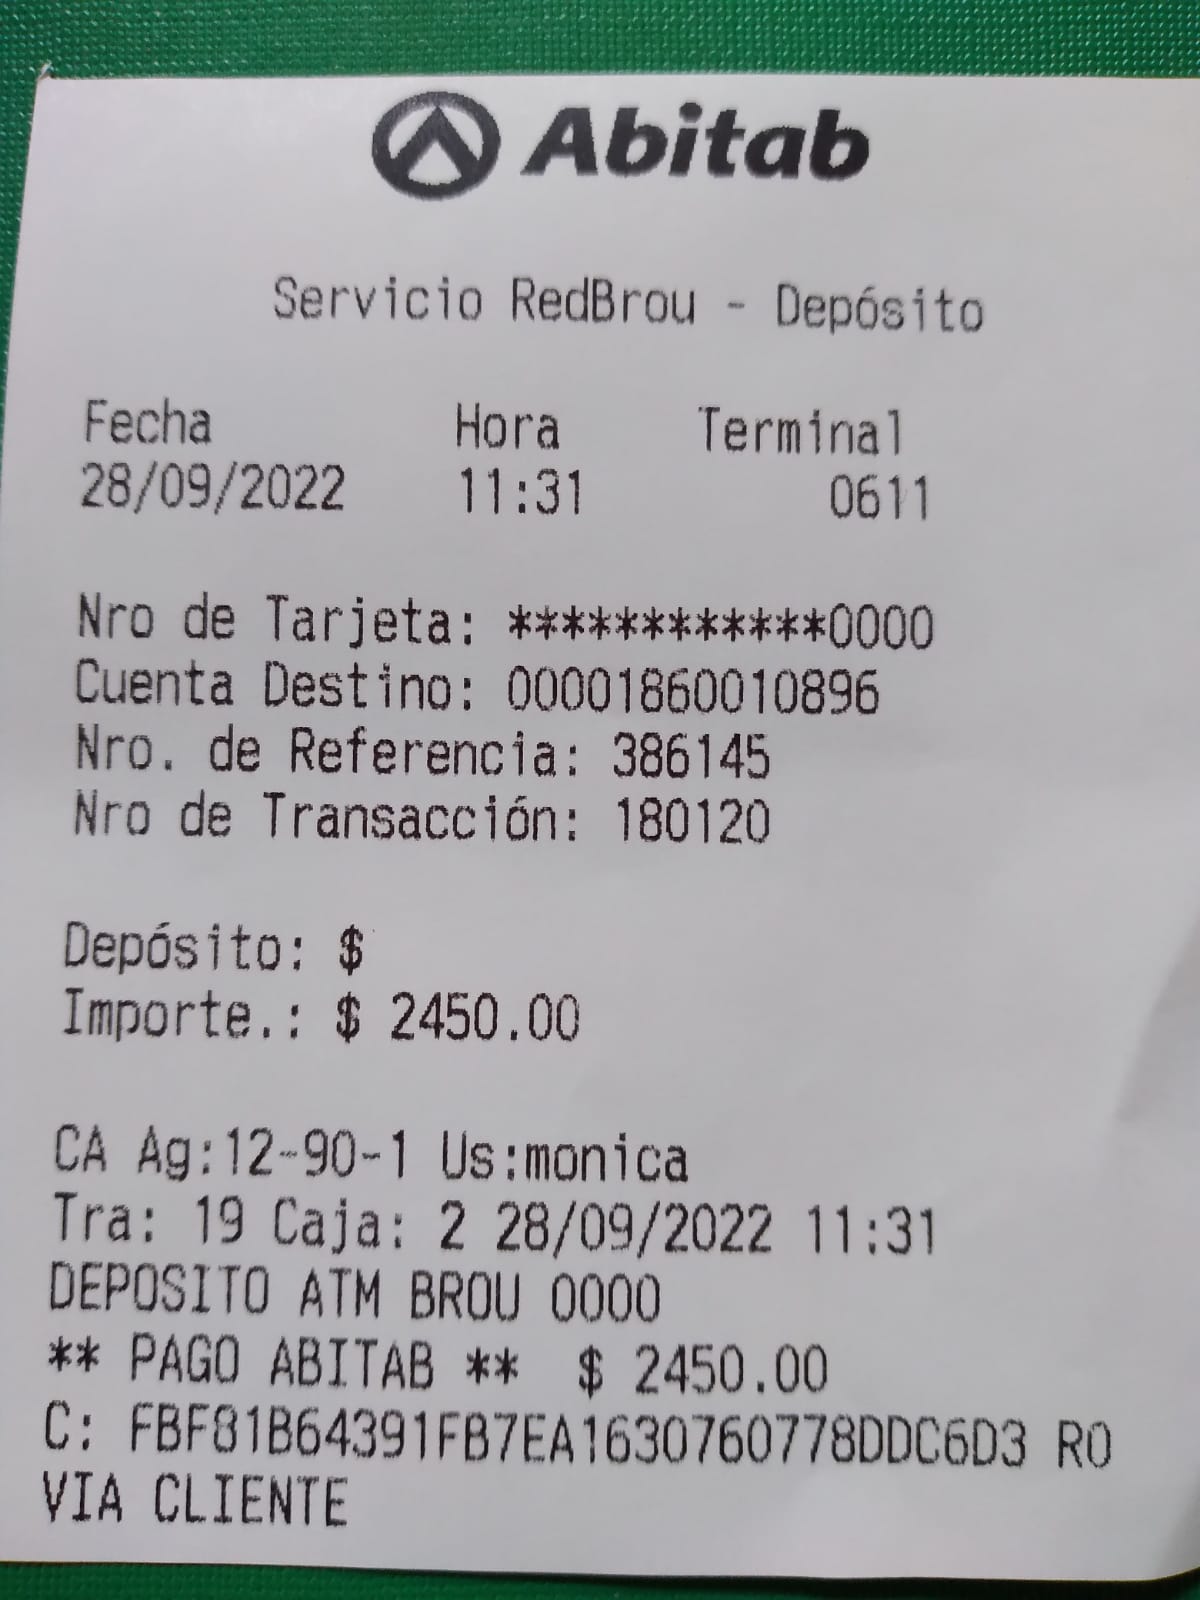 Abitab
Servicio RedBrou - Depósito
Fecha Hora Terminal
28/09/2022 11:31 0611
Nro de Tarjeta: ************0000
Cuenta Destino: 00001860010896
Nro. de Referencia: 386145
Nro de Transacción: 180120
Depósito: $
Importe.: $ 2450.00
CA Ag:12-90-1 Us:monica
Tra: 19 Caja: 2 28/09/2022 11:31
DEPOSITO ATM BROU 0000
** PAGO ABITAB ** $ 2450.00
C: FBF81B64391FB7EA1630760778DDC6D3 RO
VIA CLIENTE